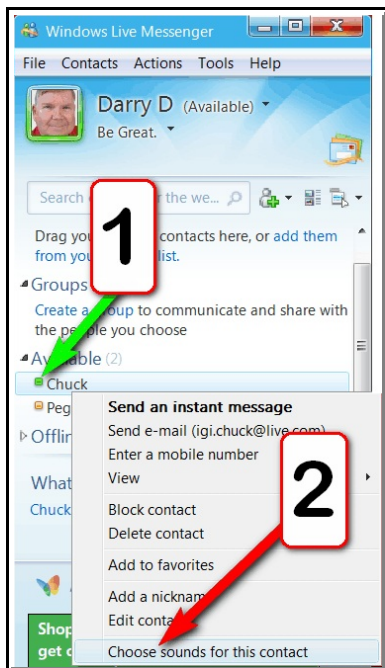 Windows Live Messenger
File Contacts Actions Tools Help
Darry D (Available)
Be Great.
Search the we...
1
Drag you contacts here, or add them
from you list.
Groups
Create a up to communicate and share with
the people you choose
Available (2)
Chuck
Peg
Offlin
Send an instant message
Send e-mail (igi.chuck@live.com)
Enter a mobile number
View
2
What
Chuck
Block contact
Delete contact
Add to favorites
Add a nicknam
Edit conta
Shop
get c
Choose sounds for this contact